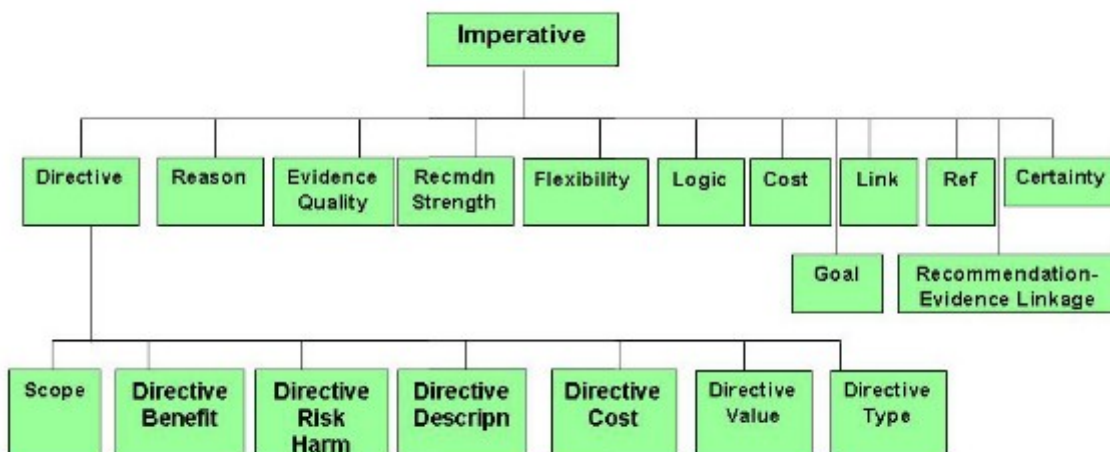 Imperative
Directive
Reason
Evidence
Quality
Recmdn
Strength
Flexibility
Logic
Cost
Link
Ref
Certainty
Goal
Recommendation-
Evidence Linkage
Scope
Directive
Benefit
Directive
Risk
Harm
Directive
Descripn
Directive
Cost
Directive
Value
Directive
Type